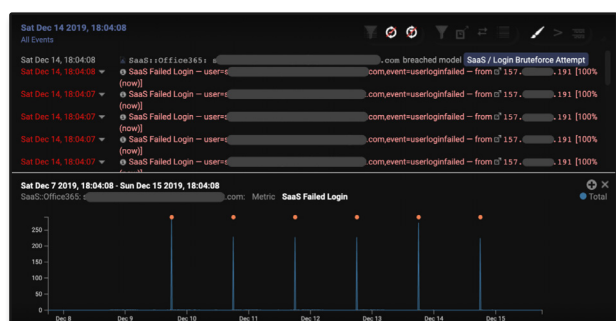 Sat Dec 14 2019, 18:04:08
All Events
Sat Dec 14, 18:04:08 SaaS::Office365: s .com breached model SaaS / Login Bruteforce Attempt
Sat Dec 14, 18:04:08 SaaS Failed Login — user=s .com,event=userloginfailed — from 157. .191 [100%
(now)]
Sat Dec 14, 18:04:07 SaaS Failed Login — user=s .com,event=userloginfailed — from 157. .191 [100%
(now)]
Sat Dec 14, 18:04:07 SaaS Failed Login — user=s .com,event=userloginfailed — from 157. .191 [100%
(now)]
Sat Dec 14, 18:04:07 SaaS Failed Login — user=s .com,event=userloginfailed — from 157. .191 [100%
(now)]
Sat Dec 14, 18:04:07 SaaS Failed Login — user=s .com,event=userloginfailed — from 157. .191 [100%
(now)]
Sat Dec 7 2019, 18:04:08 - Sun Dec 15 2019, 18:04:08
SaaS::Office365: s .com: Metric SaaS Failed Login
Total
250
200
150
100
50
0
Dec 8 Dec 9 Dec 10 Dec 11 Dec 12 Dec 13 Dec 14 Dec 15